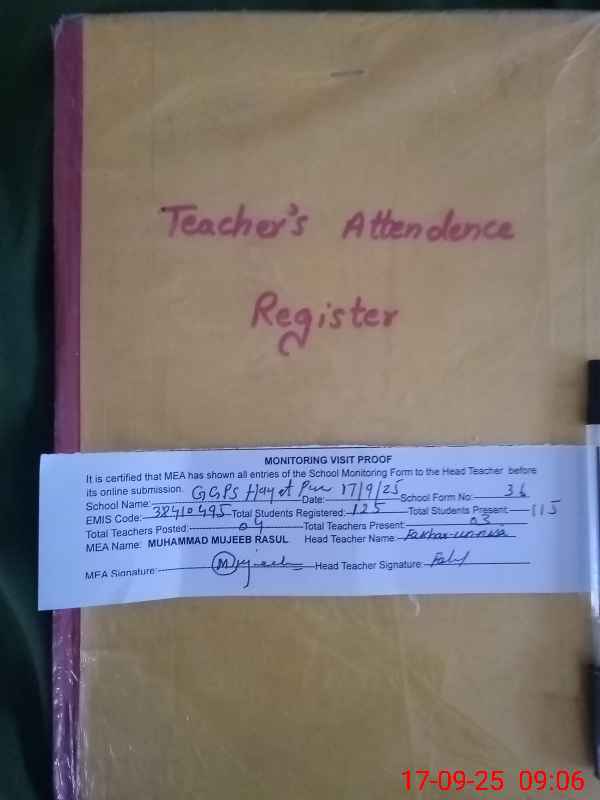 Teacher's Attendence
Register
MONITORING VISIT PROOF
It is certified that MEA has shown all entries of the School Monitoring Form to the Head Teacher before
its online submission.
School Name: GGPS Hayat Pur Date: 17/9/25 School Form No: 36
EMIS Code: 38410495 Total Students Registered: 125 Total Students Present: 115
Total Teachers Posted: 04 Total Teachers Present: 03
MEA Name: MUHAMMAD MUJEEB RASUL Head Teacher Name: Fakhar-un-nisa
MEA Signature: Head Teacher Signature:
17-09-25 09:06